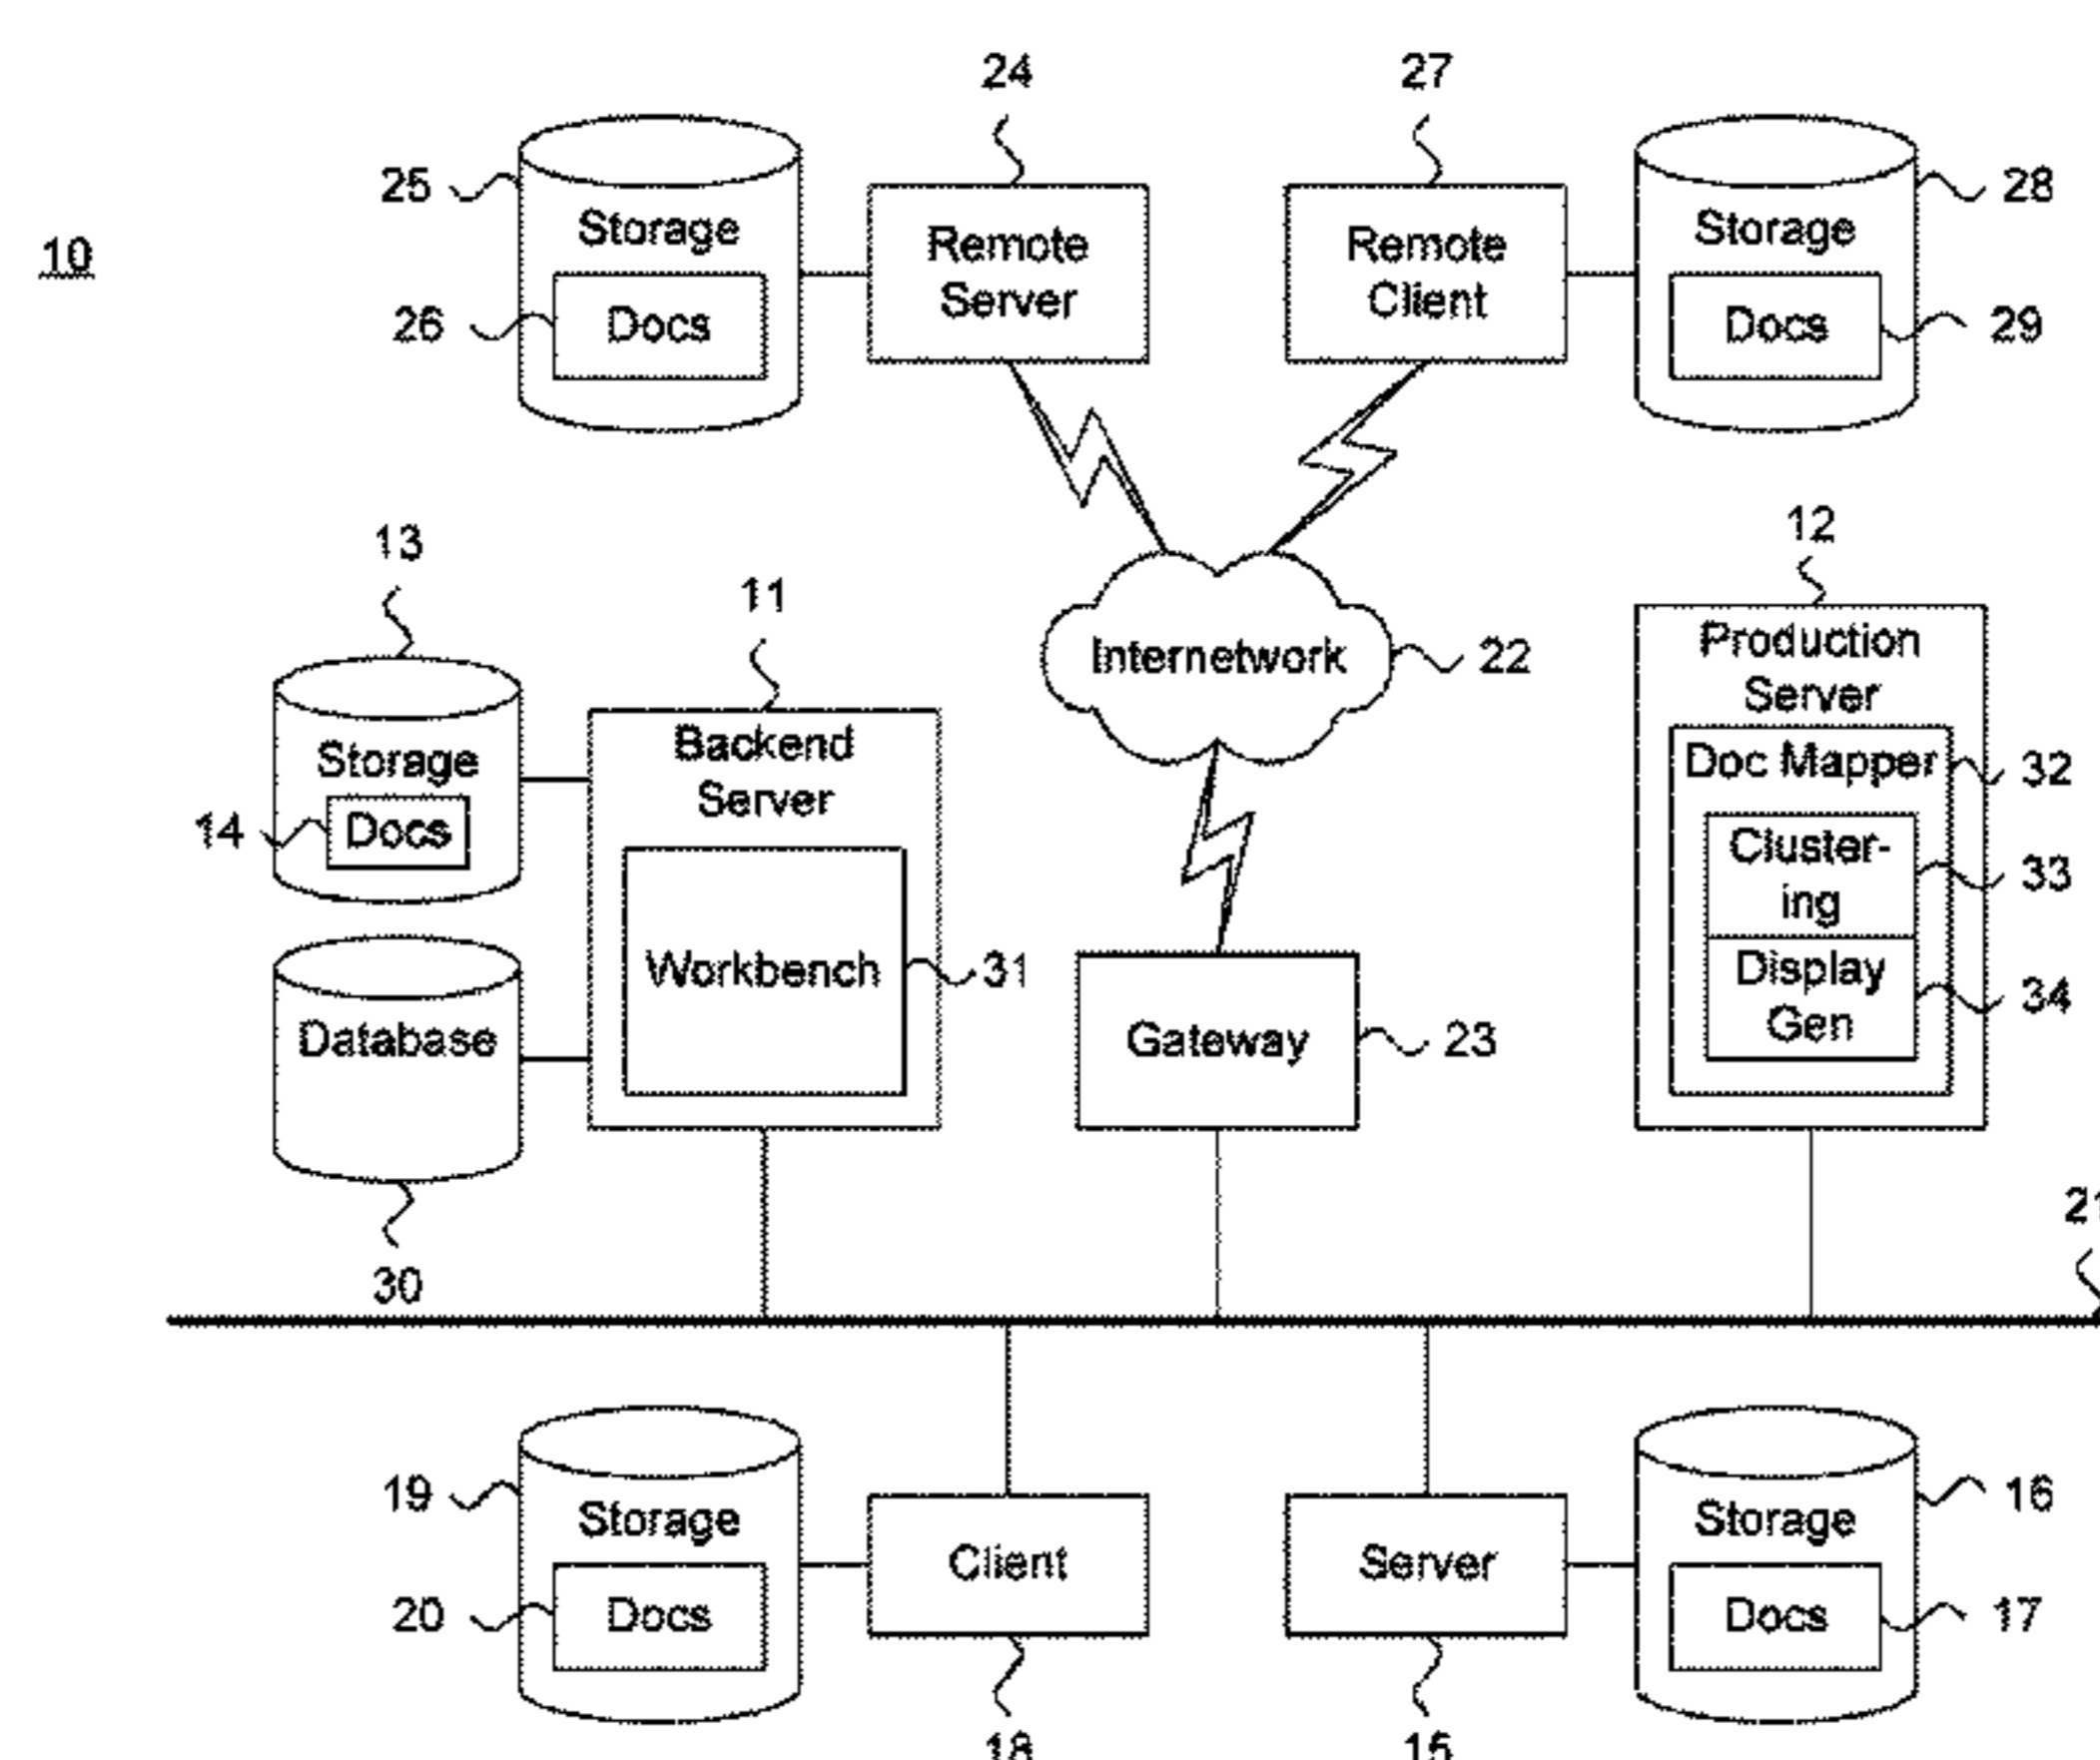 24
27
25
Storage
Remote
Server
Remote
Client
Storage
28
10
26
Docs
Docs
29
13
11
12
Internetwork
22
Production
Server
Storage
14
Docs
Backend
Server
Doc Mapper
32
Cluster-
ing
33
Workbench
31
Display
Gen
34
Database
Gateway
23
30
21
19
Storage
Client
Server
Storage
16
20
Docs
Docs
17
18
15